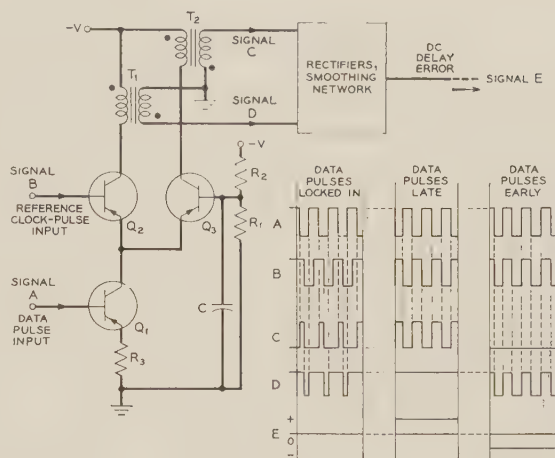 T2
-V
SIGNAL
C
T1
SIGNAL
D
RECTIFIERS,
SMOOTHING
NETWORK
DC
DELAY
ERROR
SIGNAL E
-V
R2
R1
SIGNAL
B
REFERENCE
CLOCK-PULSE
INPUT
Q2
Q3
SIGNAL
A
DATA
PULSE
INPUT
Q1
R3
C
DATA
PULSES
LOCKED IN
DATA
PULSES
LATE
DATA
PULSES
EARLY
A
B
C
D
E
+
0
-